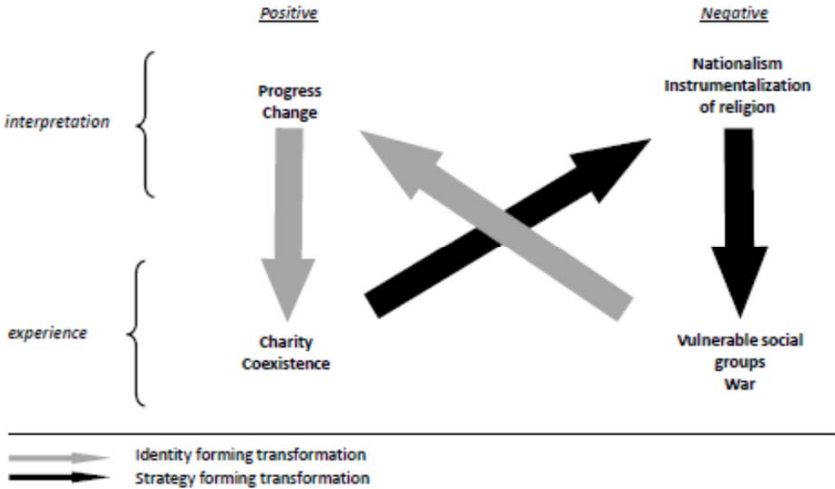 Positive
Negative
interpretation
Progress
Change
Nationalism
Instrumentalization
of religion
experience
Charity
Coexistence
Vulnerable social
groups
War
Identity forming transformation
Strategy forming transformation